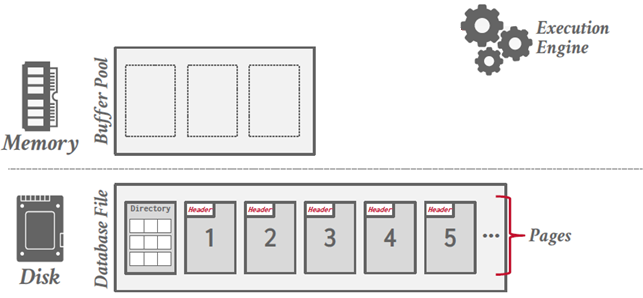 Execution
Engine
Buffer Pool
Memory
Database File
Directory
Header
1
Header
2
Header
3
Header
4
Header
5
...
Pages
Disk